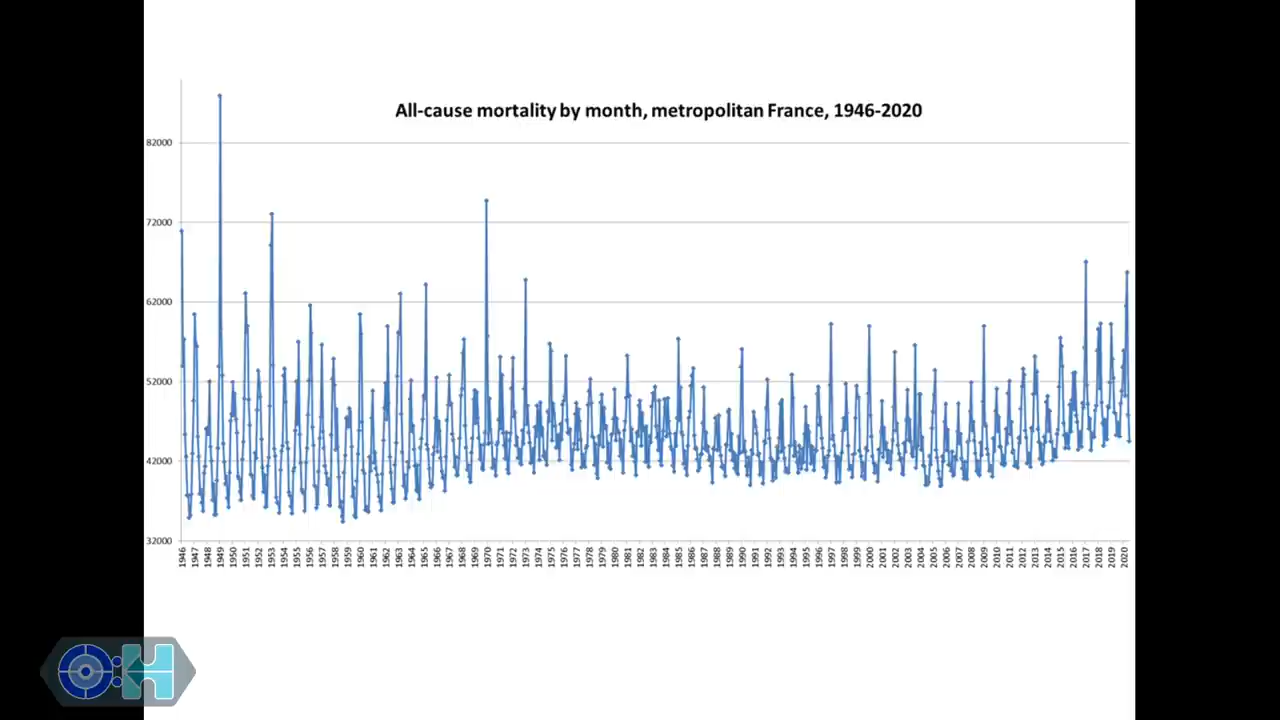 All-cause mortality by month, metropolitan France, 1946-2020
82000
72000
62000
52000
42000
32000
1946 1947 1948 1949 1950 1951 1952 1953 1954 1955 1956 1957 1958 1959 1960 1961 1962 1963 1964 1965 1966 1967 1968 1969 1970 1971 1972 1973 1974 1975 1976 1977 1978 1979 1980 1981 1982 1983 1984 1985 1986 1987 1988 1989 1990 1991 1992 1993 1994 1995 1996 1997 1998 1999 2000 2001 2002 2003 2004 2005 2006 2007 2008 2009 2010 2011 2012 2013 2014 2015 2016 2017 2018 2019 2020
OH